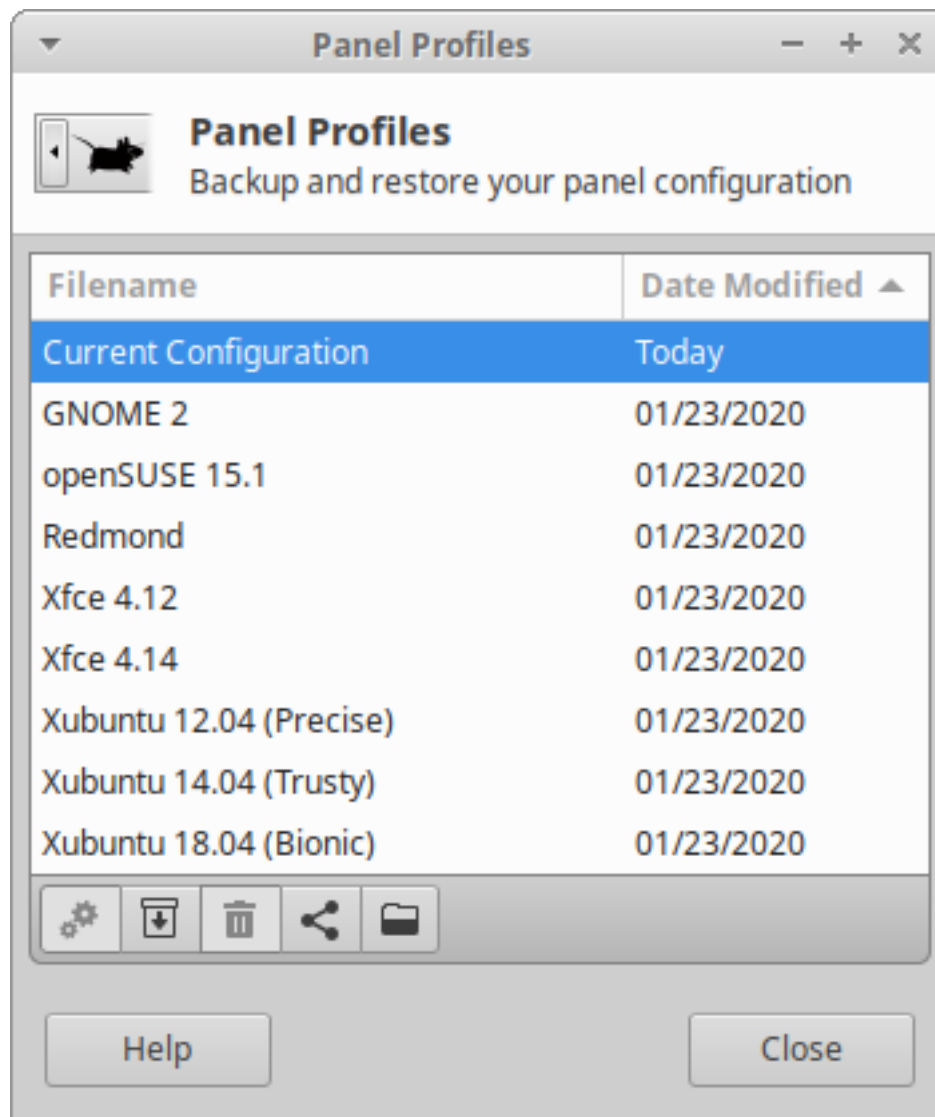 Panel Profiles
Panel Profiles
Backup and restore your panel configuration
Filename Date Modified
Current Configuration Today
GNOME 2 01/23/2020
openSUSE 15.1 01/23/2020
Redmond 01/23/2020
Xfce 4.12 01/23/2020
Xfce 4.14 01/23/2020
Xubuntu 12.04 (Precise) 01/23/2020
Xubuntu 14.04 (Trusty) 01/23/2020
Xubuntu 18.04 (Bionic) 01/23/2020
Help Close